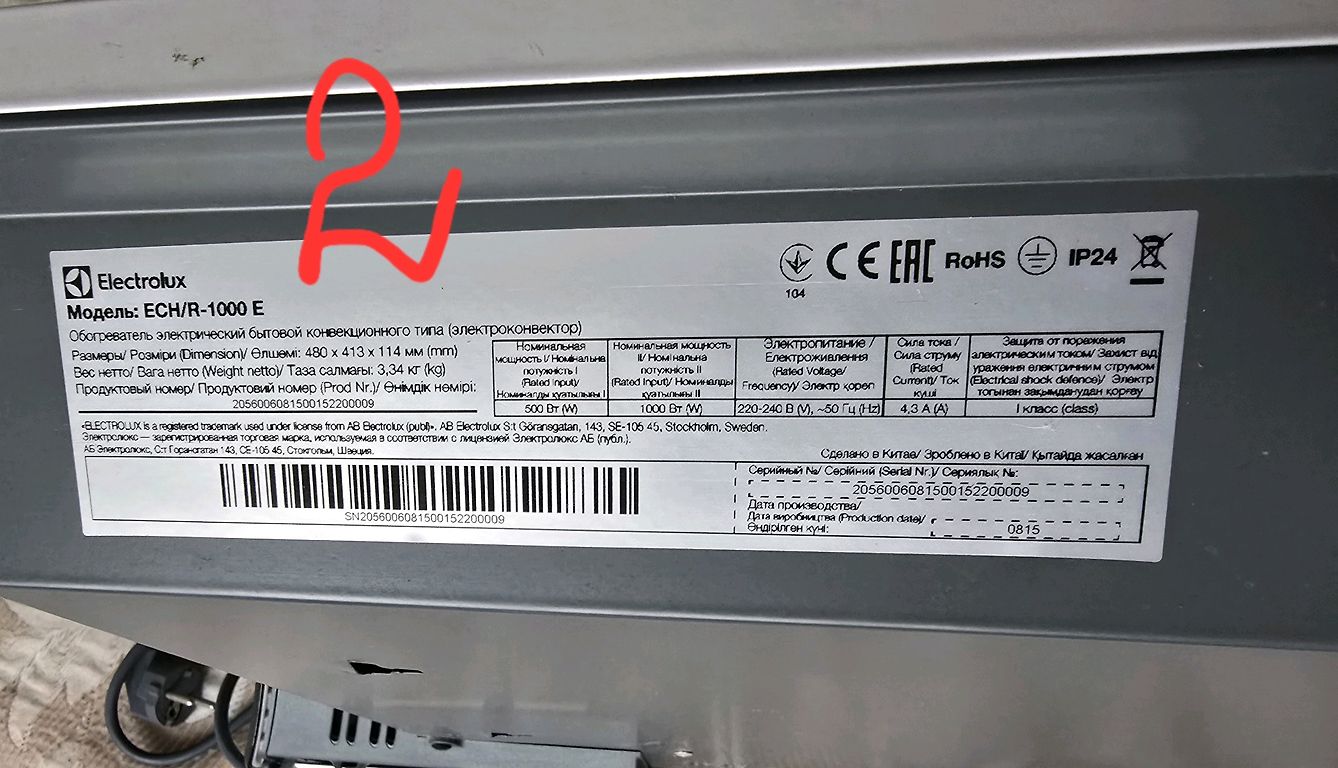 2
Electrolux
104
CE EAC RoHS IP24
Модель: ECH/R-1000 E
Обогреватель электрический бытовой конвекционного типа (электроконвектор)
Размеры/ Розміри (Dimension)/ Өлшемі: 480 x 413 x 114 мм (mm)
Вес нетто/ Вага нетто (Weight netto)/ Таза салмағы: 3,34 кг (kg)
Продуктовый номер/ Продуктовий номер (Prod Nr.)/ Өнімдік нөмірі:
2056006081500152200009
Номинальная мощность I/ Номінальна потужність I (Rated Input)/ Номиналды қуатылығы I
Номинальная мощность II/ Номінальна потужність II (Rated Input)/ Номиналды қуатылығы II
Электропитание / Електроживлення (Rated Voltage/ Frequency)/ Электр қорек
Сила тока / Сила струму (Rated Current)/ Ток күші
Защита от поражения электрическим током/ Захист від ураження електричним струмом (Electrical shock defence)/ Электр тогынан зақымданудан қорғау
500 Вт (W) 1000 Вт (W) 220-240 В (V), ~50 Гц (Hz) 4,3 А (A) I класс (class)
«ELECTROLUX is a registered trademark used under license from AB Electrolux (publ)». AB Electrolux S:t Göransgatan, 143, SE-105 45, Stockholm, Sweden.
Электролюкс — зарегистрированная торговая марка, используемая в соответствии с лицензией Электролюкс АБ (публ.).
АБ Электролюкс, С:т Горансгатан 143, СЕ-105 45, Стокгольм, Швеция.
Сделано в Китае/ Зроблено в Китаї/ Қытайда жасалған
SN2056006081500152200009
Серийный №/ Серійний (Serial Nr.)/ Сериялық №:
2056006081500152200009
Дата производства/
Дата виробництва (Production date)/
Өндірілген күні:
0815